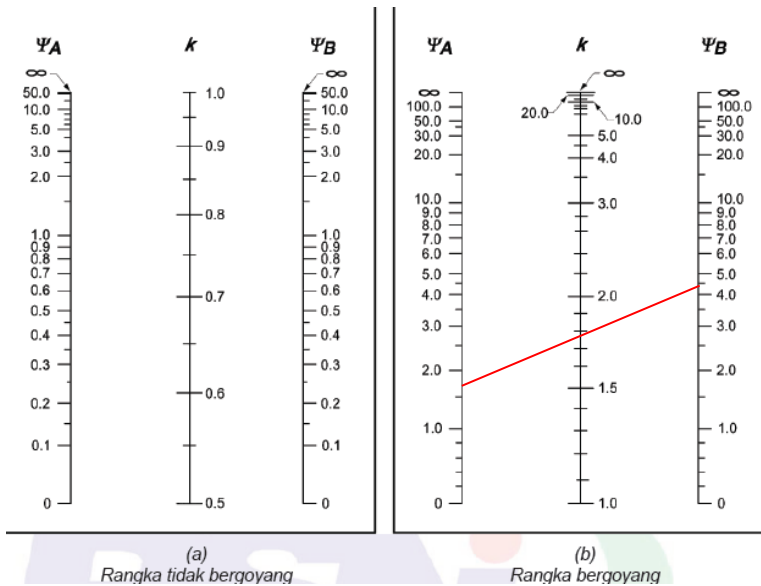 Ψ_A k Ψ_B
∞ ∞
50.0 1.0 50.0
10.0 10.0
5.0 0.9 5.0
3.0 3.0
2.0 2.0
0.8
1.0 1.0
0.9 0.9
0.8 0.8
0.7 0.7
0.6 0.7 0.6
0.5 0.5
0.4 0.4
0.3 0.3
0.6
0.2 0.2
0.1 0.1
0 0.5 0
(a)
Rangka tidak bergoyang
Ψ_A k Ψ_B
∞ ∞ ∞
100.0 20.0 10.0 100.0
50.0 50.0
30.0 5.0 30.0
20.0 4.0 20.0
10.0 3.0 10.0
9.0 9.0
8.0 8.0
7.0 7.0
6.0 6.0
5.0 5.0
4.0 2.0 4.0
3.0 3.0
2.0 2.0
1.5
1.0 1.0
0 1.0 0
(b)
Rangka bergoyang